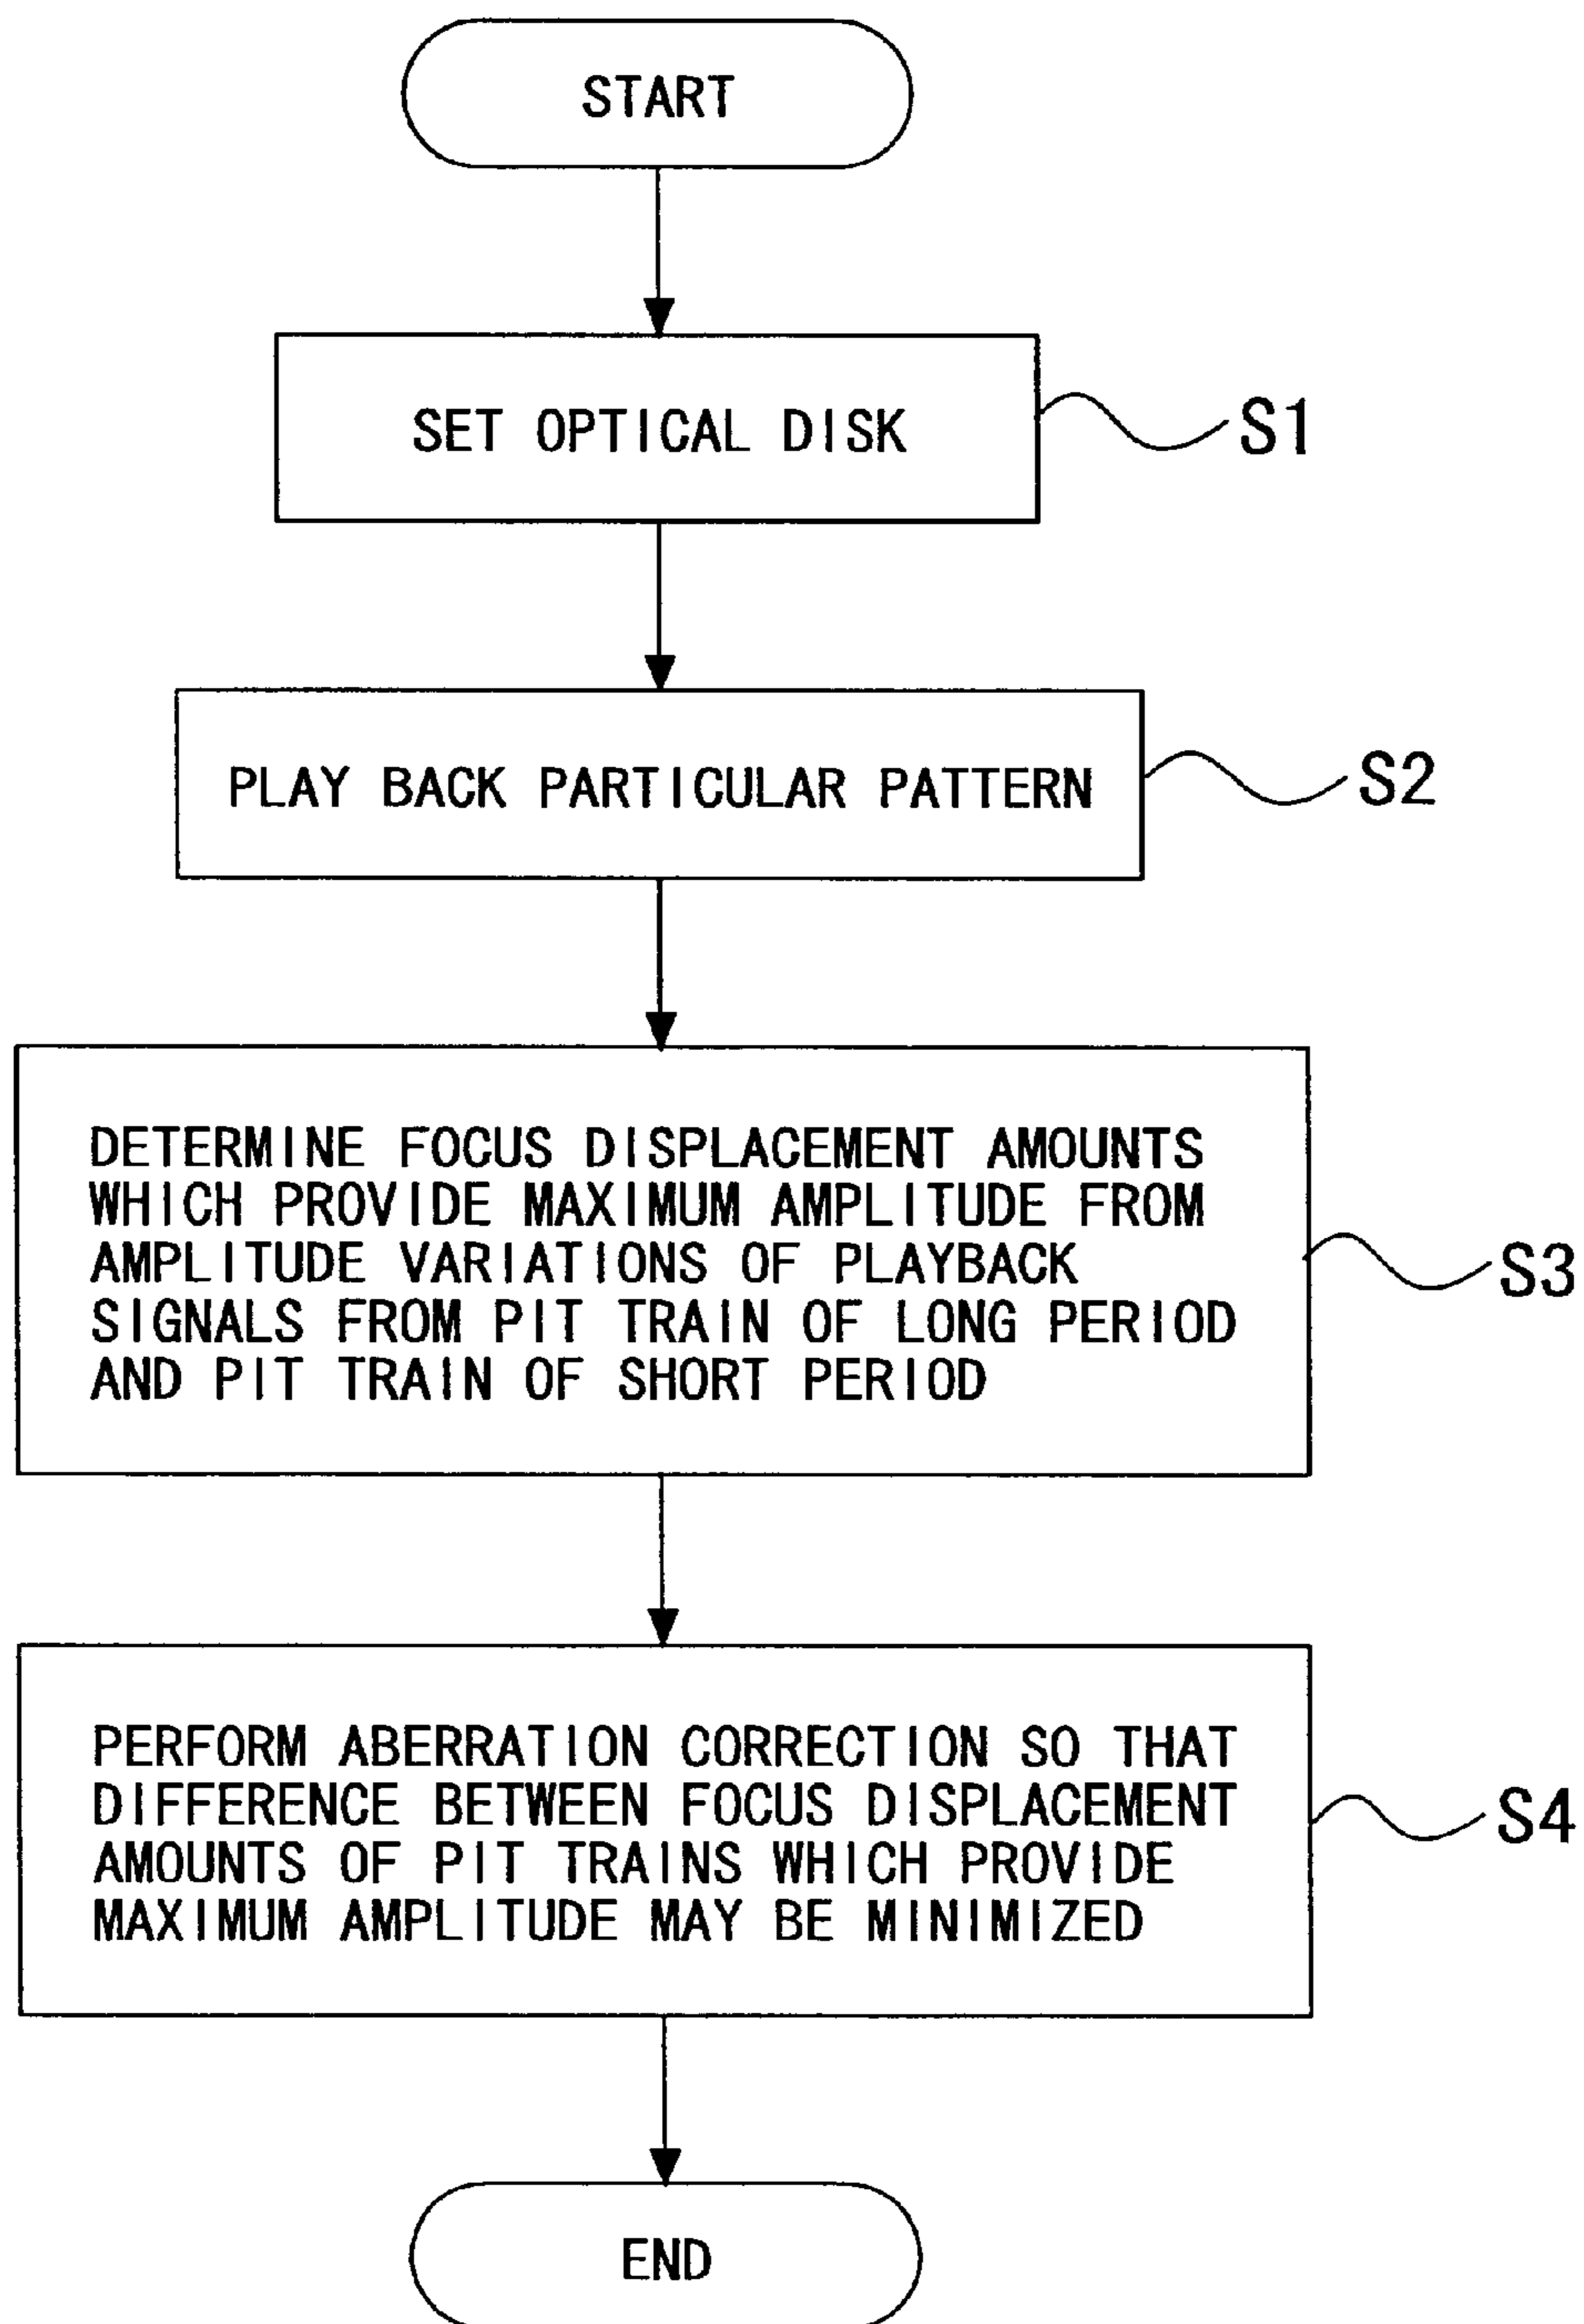 START
SET OPTICAL DISK
S1
PLAY BACK PARTICULAR PATTERN
S2
DETERMINE FOCUS DISPLACEMENT AMOUNTS
WHICH PROVIDE MAXIMUM AMPLITUDE FROM
AMPLITUDE VARIATIONS OF PLAYBACK
SIGNALS FROM PIT TRAIN OF LONG PERIOD
AND PIT TRAIN OF SHORT PERIOD
S3
PERFORM ABERRATION CORRECTION SO THAT
DIFFERENCE BETWEEN FOCUS DISPLACEMENT
AMOUNTS OF PIT TRAINS WHICH PROVIDE
MAXIMUM AMPLITUDE MAY BE MINIMIZED
S4
END